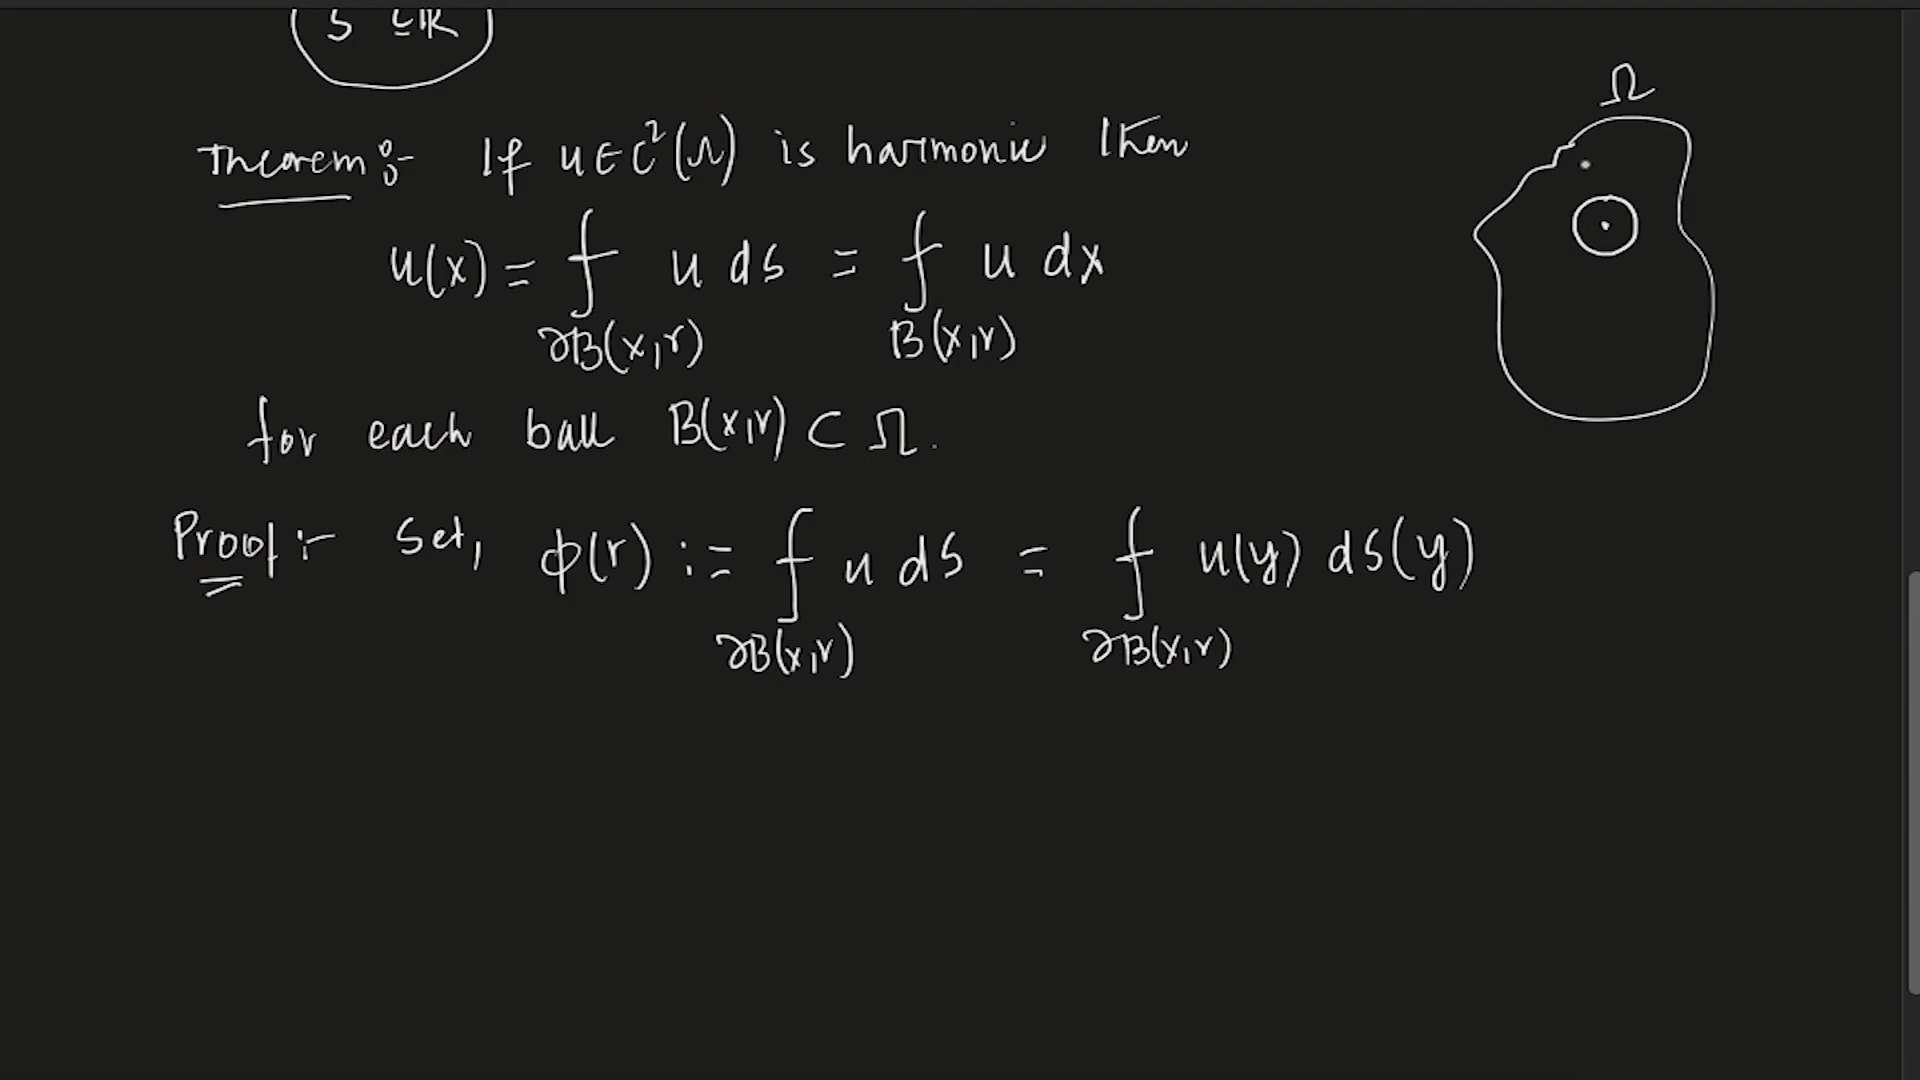 S ⊆ ℝ
Ω
Theorem :- If u ∈ C²(Ω) is harmonic then
u(x) = ⨍ u ds = ⨍ u dx
∂B(x,r) B(x,r)
for each ball B(x,r) ⊂ Ω.
Proof :- Set, φ(r) := ⨍ u dS = ⨍ u(y) dS(y)
∂B(x,r) ∂B(x,r)